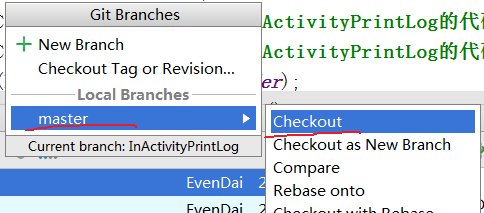 ActivityPrintLog的代码
ActivityPrintLog的代
er);
Git Branches
New Branch
Checkout Tag or Revision...
Local Branches
master
Current branch: InActivityPrintLog
Checkout
Checkout as New Branch
Compare
Rebase onto
Checkout with Rebase
EvenDai 2
EvenDai 2